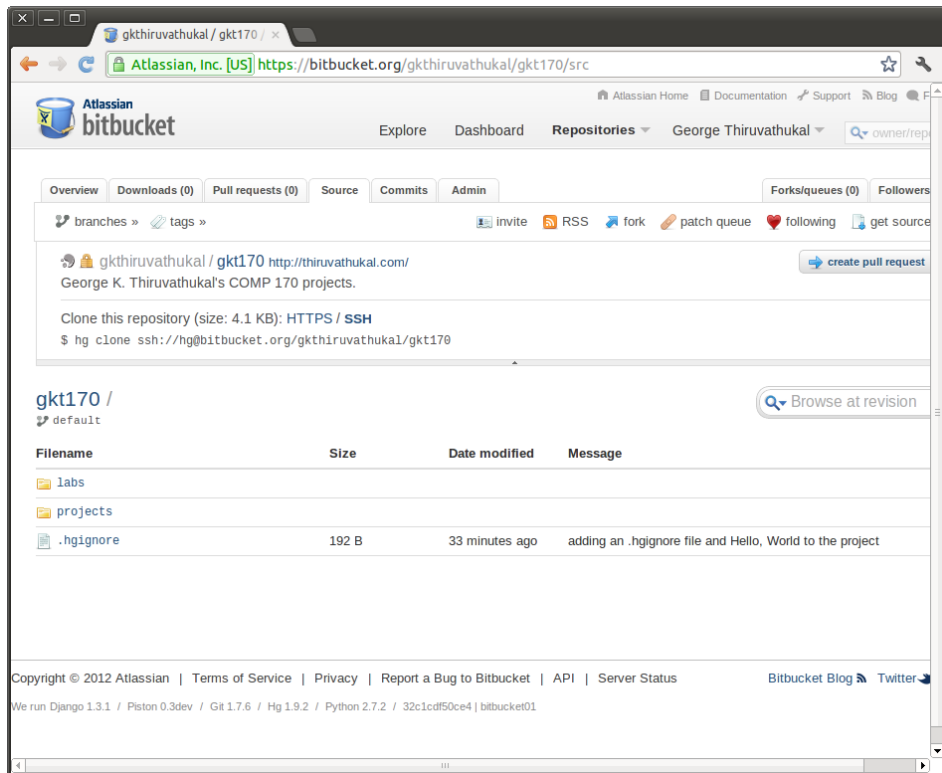 gkthiruvathukal / gkt170 /
Atlassian, Inc. [US] https://bitbucket.org/gkthiruvathukal/gkt170/src
Atlassian Home Documentation Support Blog F
Atlassian
bitbucket
Explore Dashboard Repositories George Thiruvathukal owner/repo
Overview Downloads (0) Pull requests (0) Source Commits Admin Forks/queues (0) Followers
branches » tags » invite RSS fork patch queue following get source
gkthiruvathukal / gkt170 http://thiruvathukal.com/ create pull request
George K. Thiruvathukal's COMP 170 projects.
Clone this repository (size: 4.1 KB): HTTPS / SSH
$ hg clone ssh://hg@bitbucket.org/gkthiruvathukal/gkt170
gkt170 / Browse at revision
default
Filename Size Date modified Message
labs
projects
.hgignore 192 B 33 minutes ago adding an .hgignore file and Hello, World to the project
Copyright © 2012 Atlassian | Terms of Service | Privacy | Report a Bug to Bitbucket | API | Server Status Bitbucket Blog Twitter
We run Django 1.3.1 / Piston 0.3dev / Git 1.7.6 / Hg 1.9.2 / Python 2.7.2 / 32c1cdf50ce4 | bitbucket01